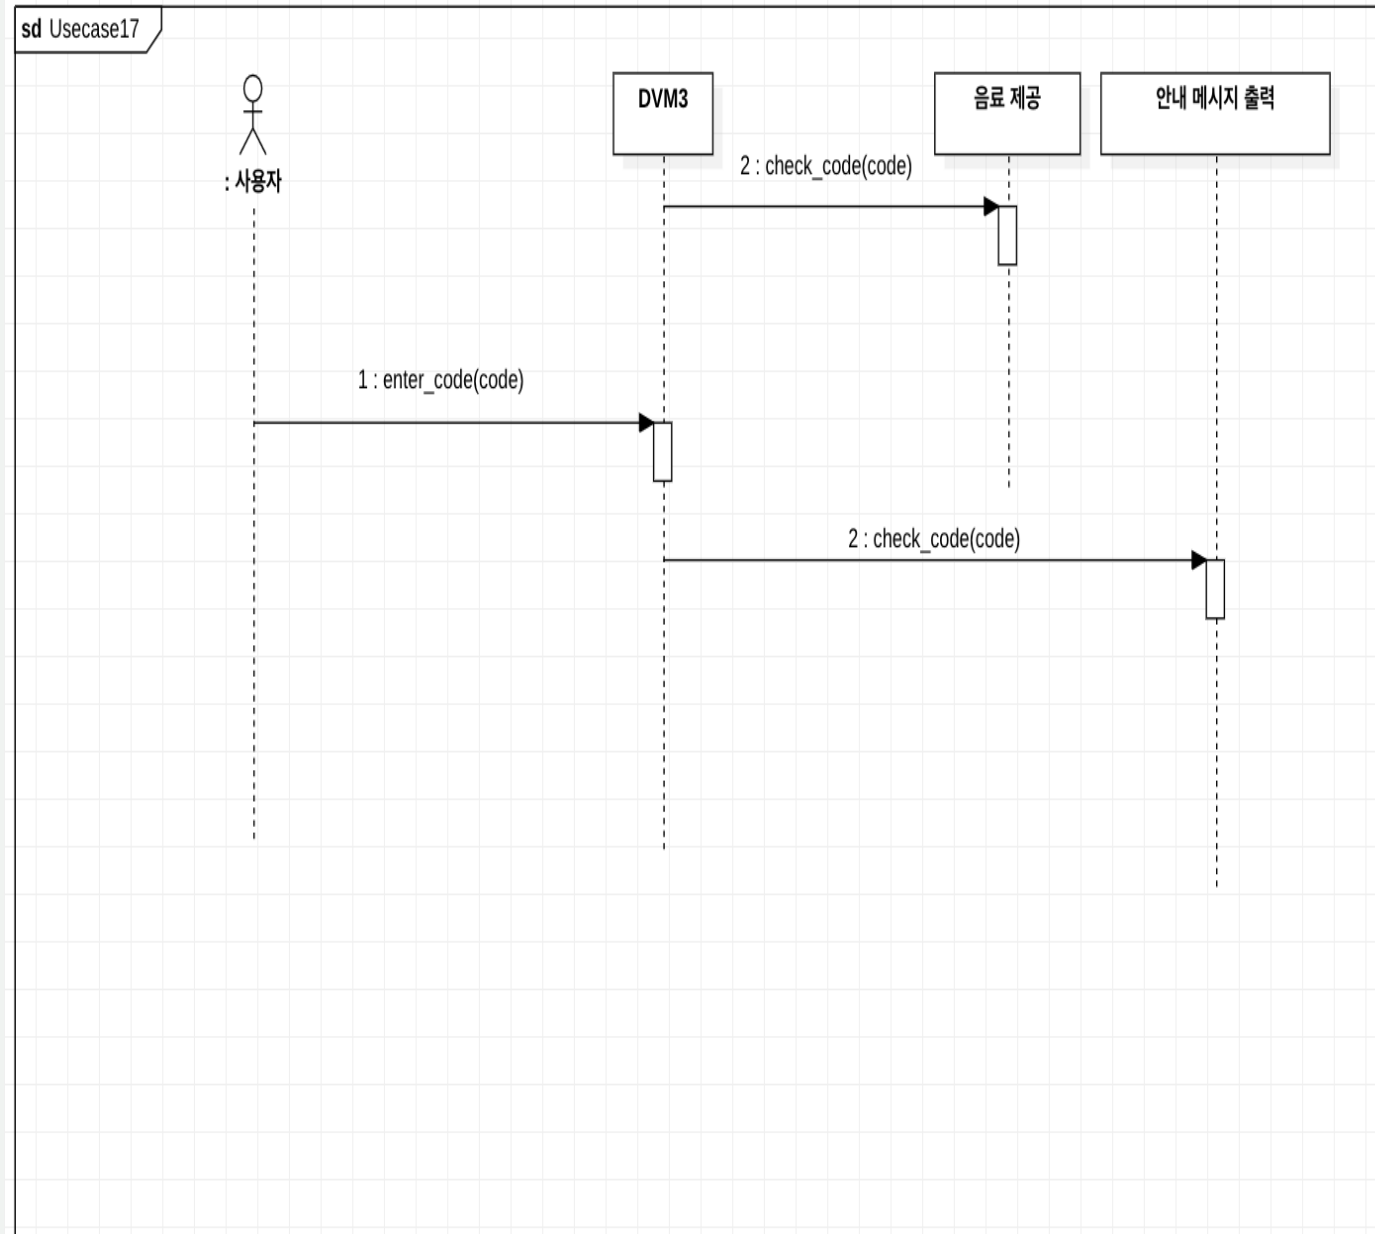 sd Usecase17
: 사용자
DVM3
음료 제공
안내 메시지 출력
2 : check_code(code)
1 : enter_code(code)
2 : check_code(code)